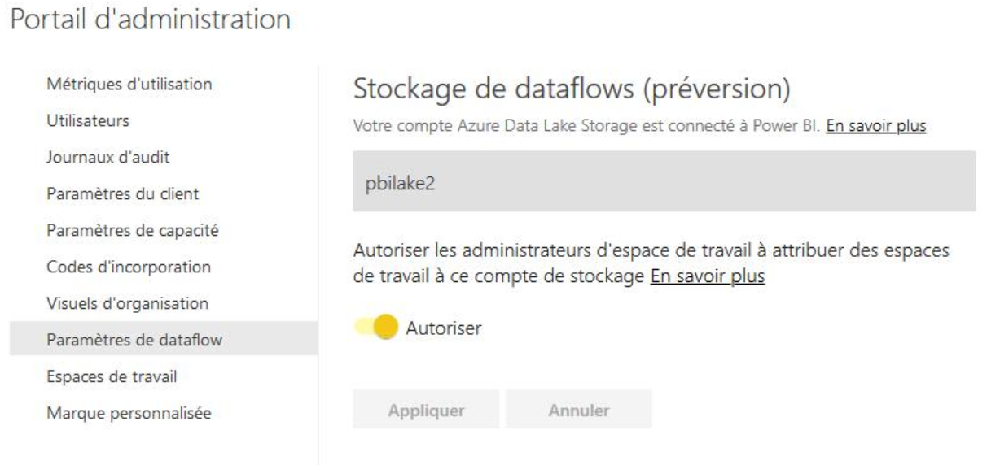 Portail d'administration
Métriques d'utilisation
Utilisateurs
Journaux d'audit
Paramètres du client
Paramètres de capacité
Codes d'incorporation
Visuels d'organisation
Paramètres de dataflow
Espaces de travail
Marque personnalisée
Stockage de dataflows (préversion)
Votre compte Azure Data Lake Storage est connecté à Power BI. En savoir plus
pbilake2
Autoriser les administrateurs d'espace de travail à attribuer des espaces
de travail à ce compte de stockage En savoir plus
Autoriser
Appliquer Annuler